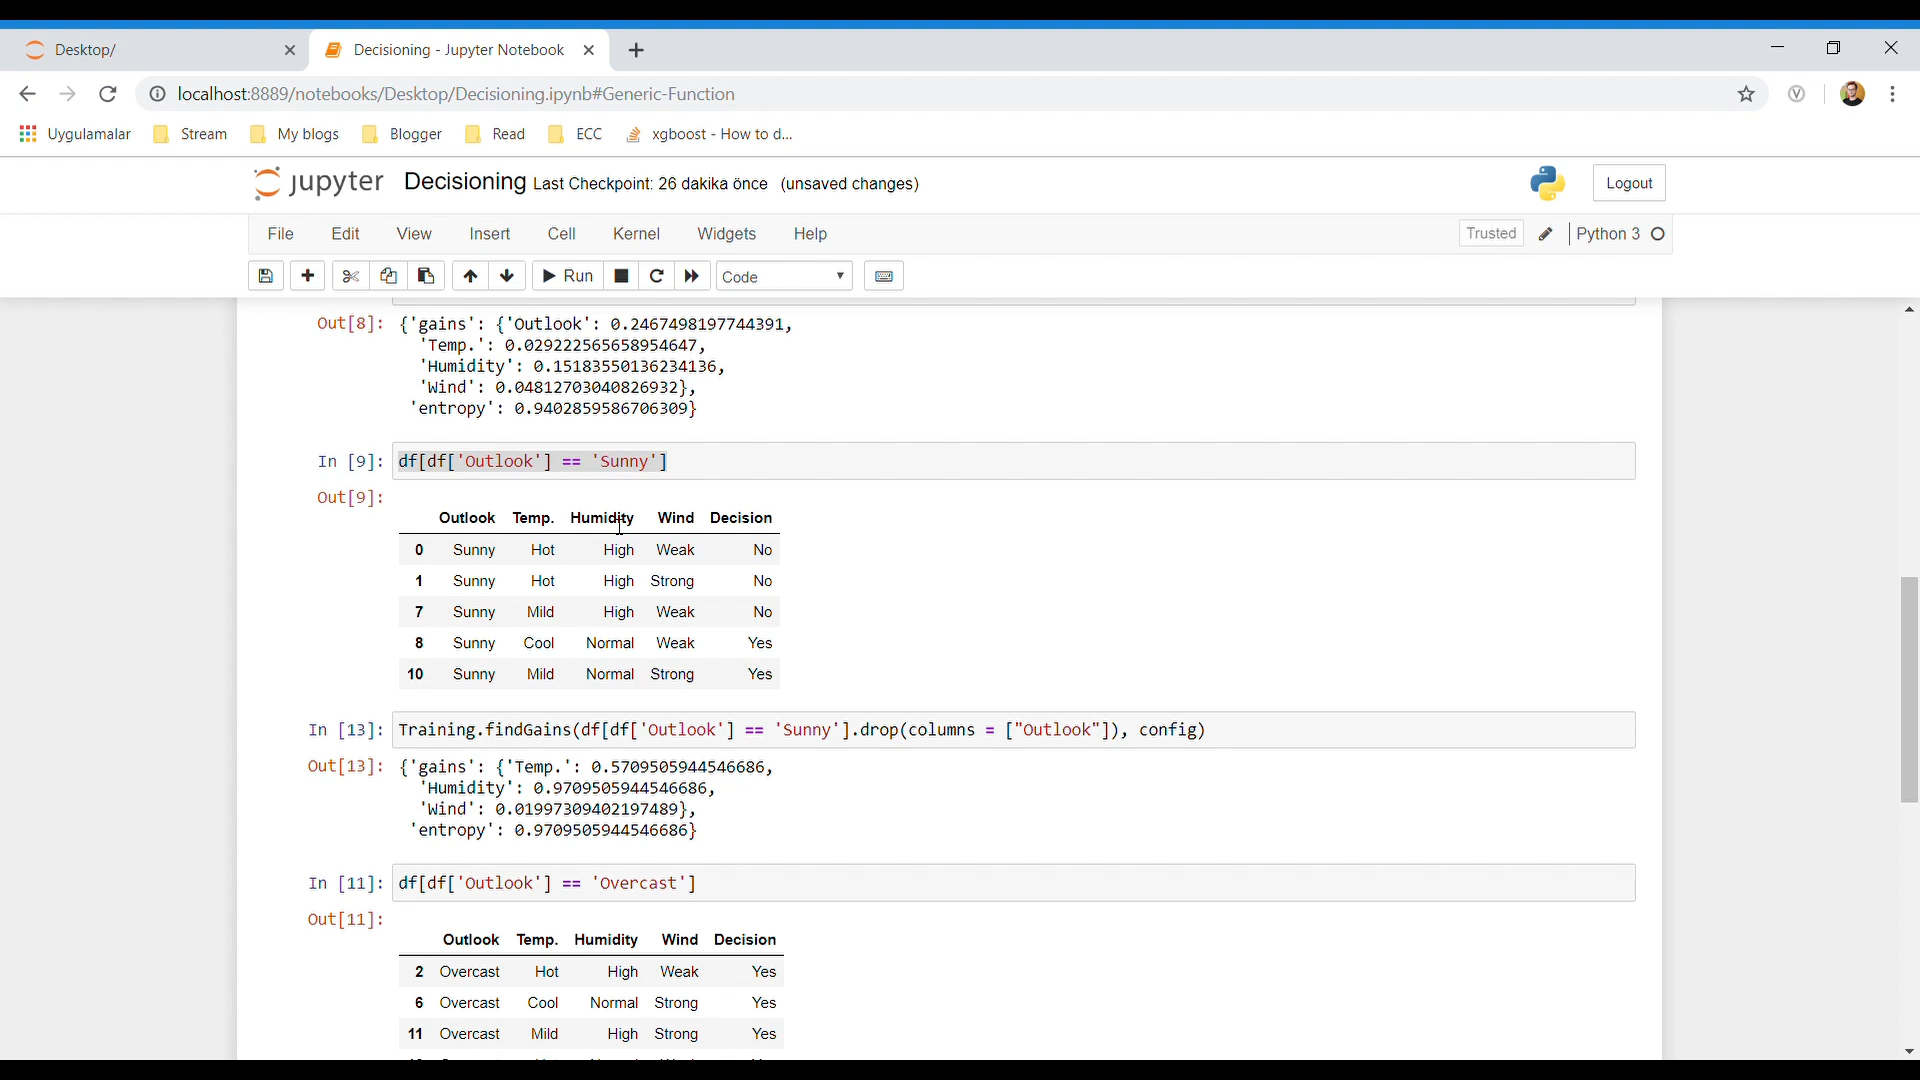 Desktop/
Decisioning - Jupyter Notebook
localhost:8889/notebooks/Desktop/Decisioning.ipynb#Generic-Function
Uygulamalar Stream My blogs Blogger Read ECC xgboost - How to d...
jupyter Decisioning Last Checkpoint: 26 dakika önce (unsaved changes)
Logout
File Edit View Insert Cell Kernel Widgets Help
Trusted Python 3
Run Code
Out[8]: {'gains': {'Outlook': 0.2467498197744391,
'Temp.': 0.029222565658954647,
'Humidity': 0.15183550136234136,
'Wind': 0.04812703040826932},
'entropy': 0.9402859586706309}
In [9]: df[df['Outlook'] == 'Sunny']
Out[9]:
Outlook Temp. Humidity Wind Decision
0 Sunny Hot High Weak No
1 Sunny Hot High Strong No
7 Sunny Mild High Weak No
8 Sunny Cool Normal Weak Yes
10 Sunny Mild Normal Strong Yes
In [13]: Training.findGains(df[df['Outlook'] == 'Sunny'].drop(columns = ["Outlook"]), config)
Out[13]: {'gains': {'Temp.': 0.5709505944546686,
'Humidity': 0.9709505944546686,
'Wind': 0.01997309402197489},
'entropy': 0.9709505944546686}
In [11]: df[df['Outlook'] == 'Overcast']
Out[11]:
Outlook Temp. Humidity Wind Decision
2 Overcast Hot High Weak Yes
6 Overcast Cool Normal Strong Yes
11 Overcast Mild High Strong Yes